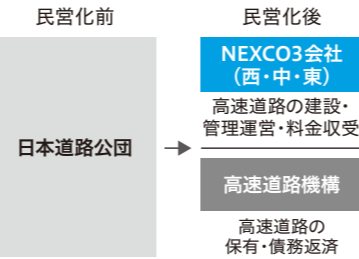 民営化前
民営化後
日本道路公団
NEXCO3会社
（西・中・東）
高速道路の建設・
管理運営・料金収受
高速道路機構
高速道路の
保有・債務返済